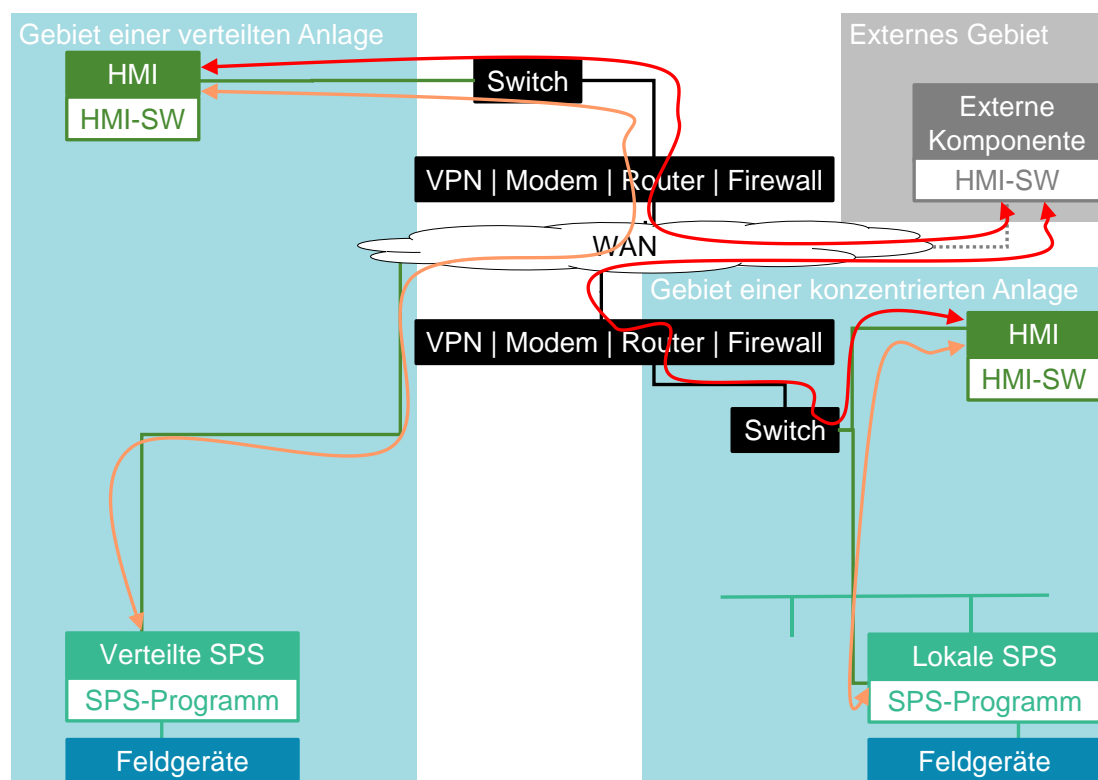 Gebiet einer verteilten Anlage
HMI
HMI-SW
Switch
VPN | Modem | Router | Firewall
Externes Gebiet
Externe
Komponente
HMI-SW
WAN
Gebiet einer konzentrierten Anlage
VPN | Modem | Router | Firewall
HMI
HMI-SW
Switch
Verteilte SPS
SPS-Programm
Feldgeräte
Lokale SPS
SPS-Programm
Feldgeräte